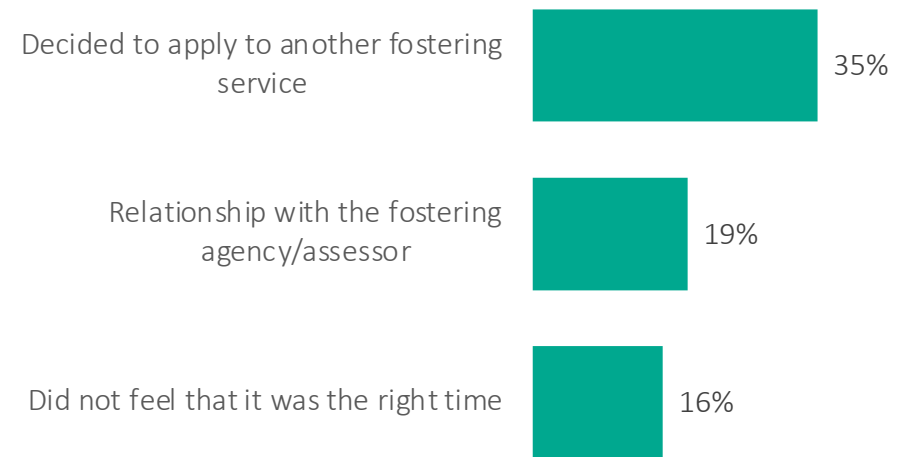 Decided to apply to another fostering
service
35%
Relationship with the fostering
agency/assessor
19%
Did not feel that it was the right time
16%